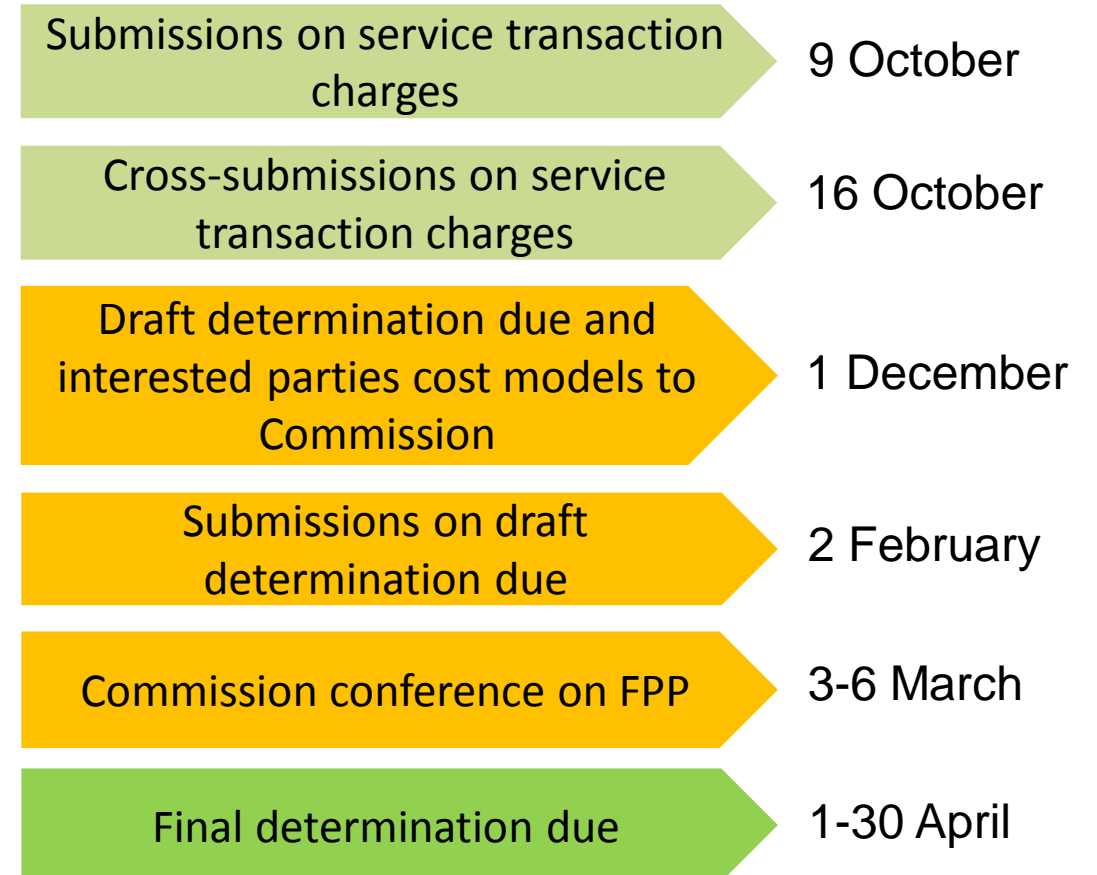 Submissions on service transaction
charges
9 October
Cross-submissions on service
transaction charges
16 October
Draft determination due and
interested parties cost models to
Commission
1 December
Submissions on draft
determination due
2 February
Commission conference on FPP
3-6 March
Final determination due
1-30 April